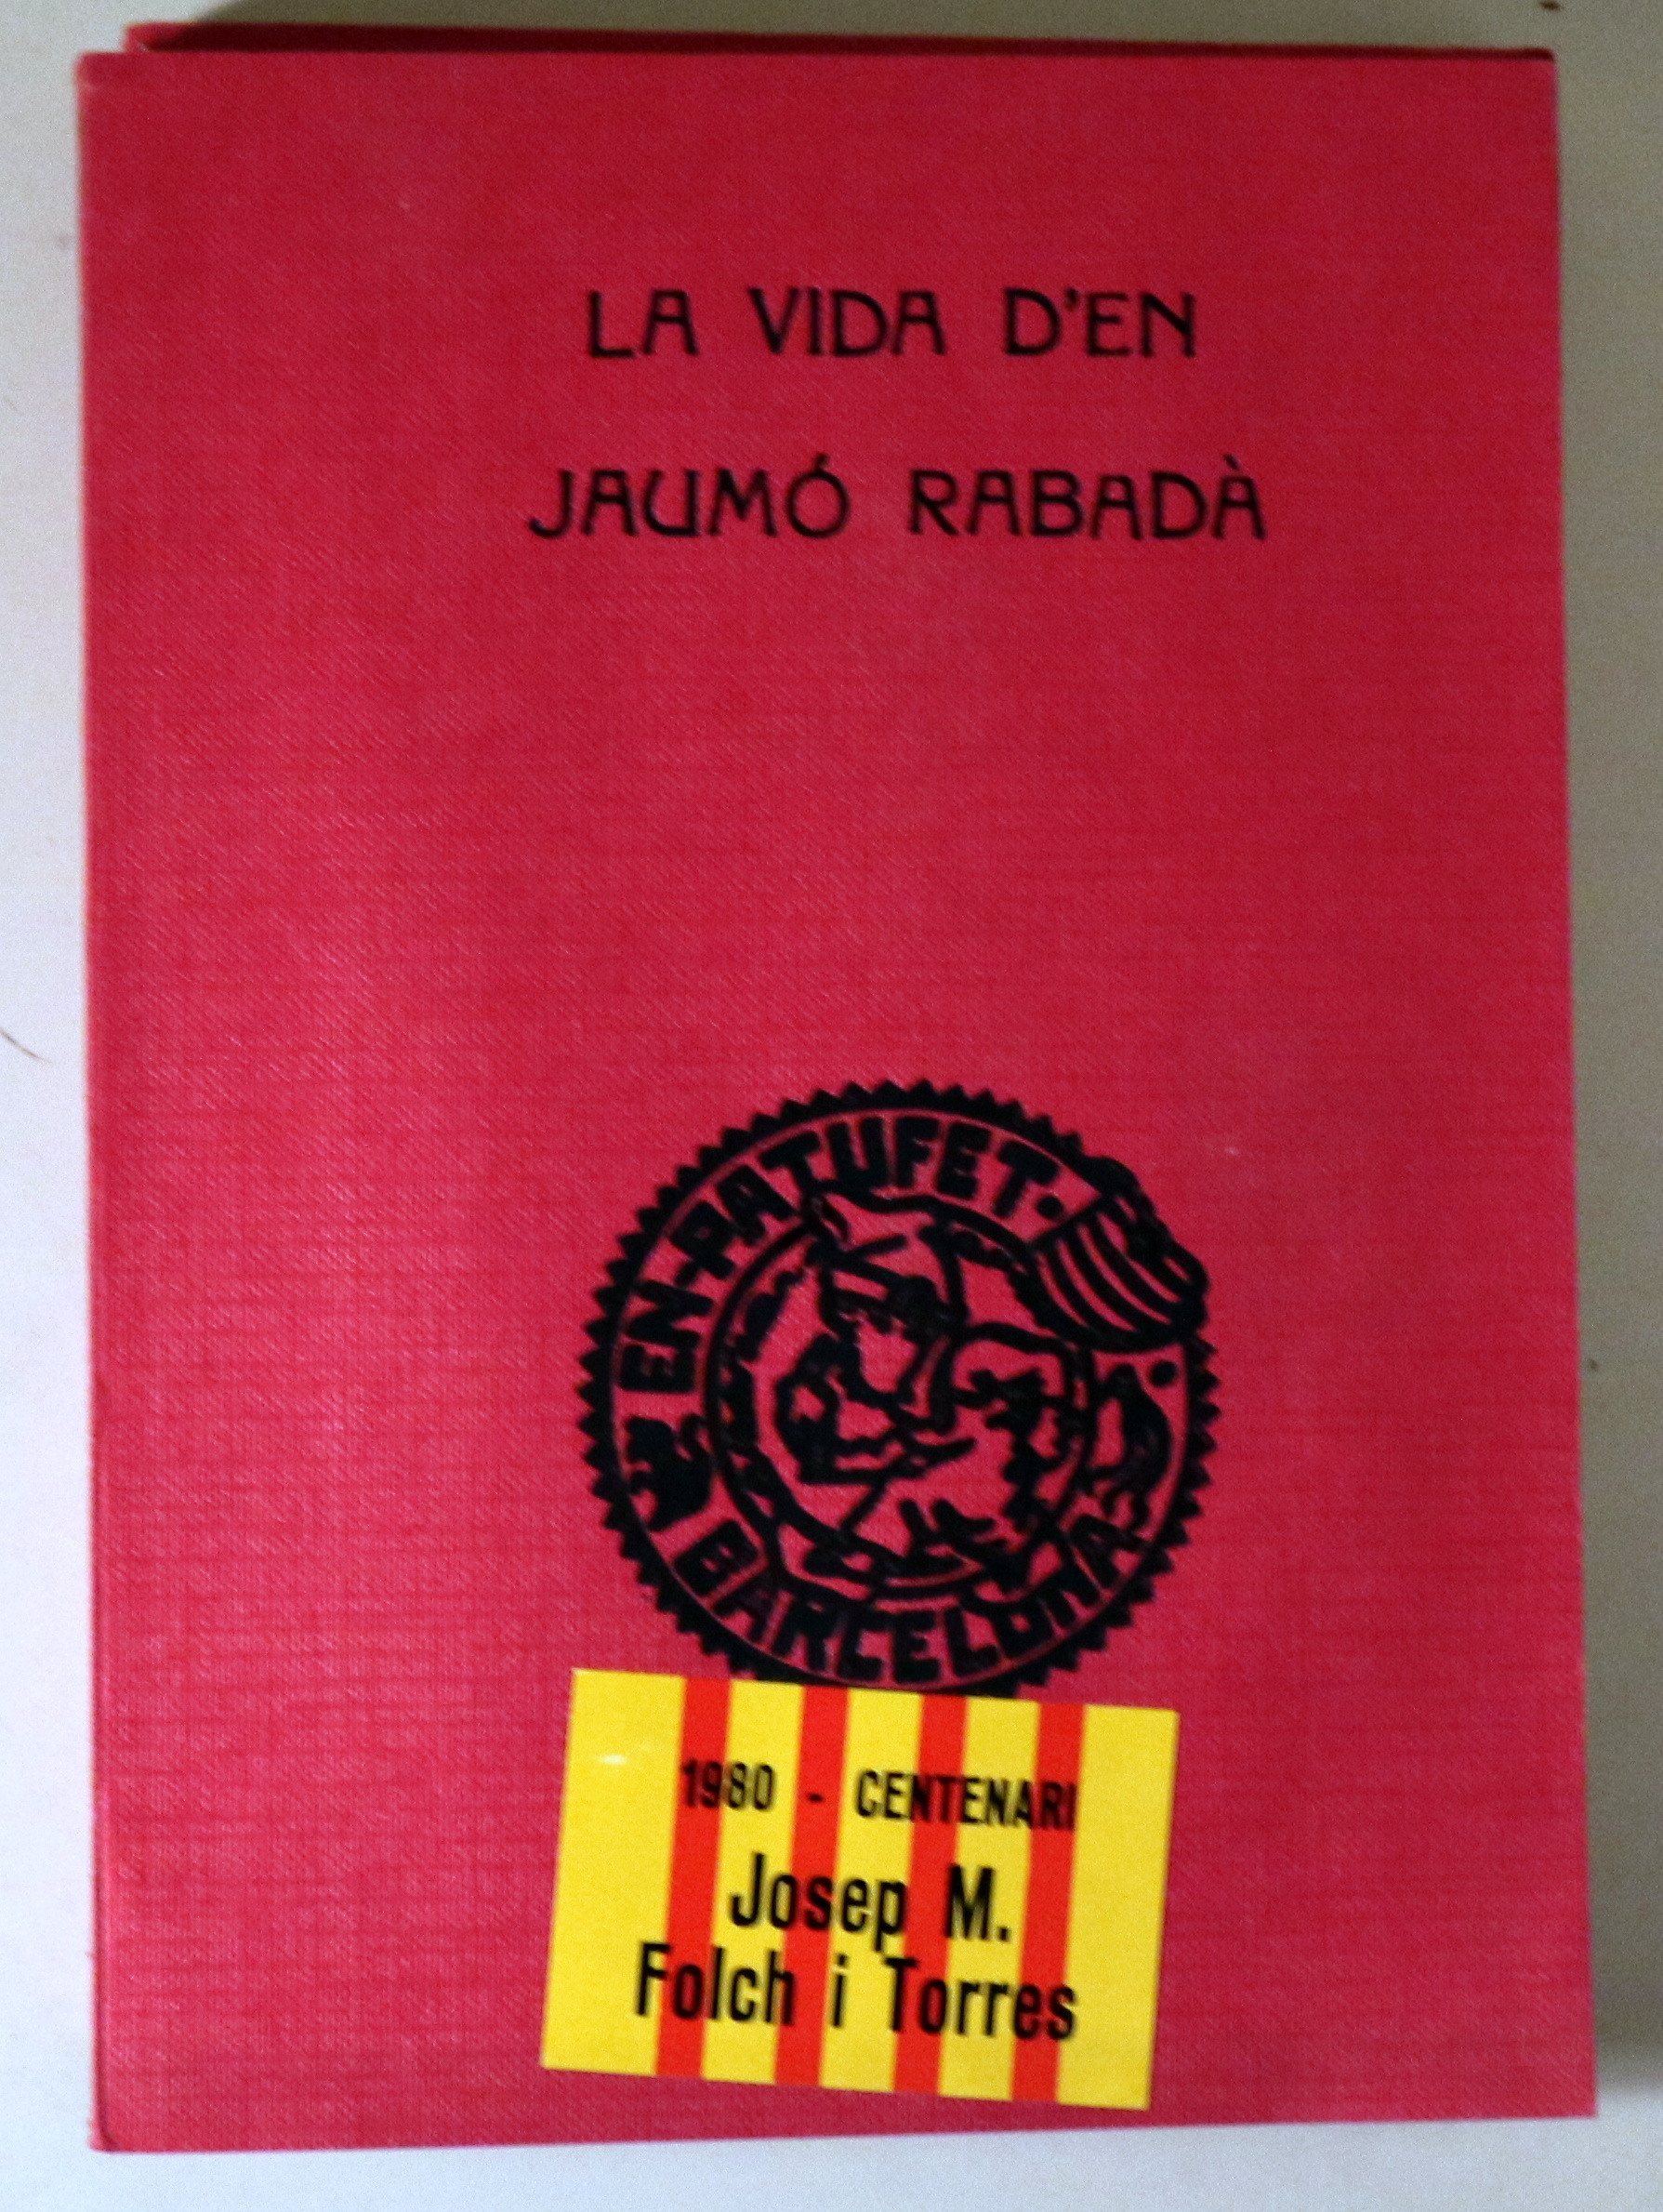 LA VIDA D'EN
JAUMÓ RABADÀ
EN-PATUFET·
BARCELONA
1980 - CENTENARI
Josep M.
Folch i Torres